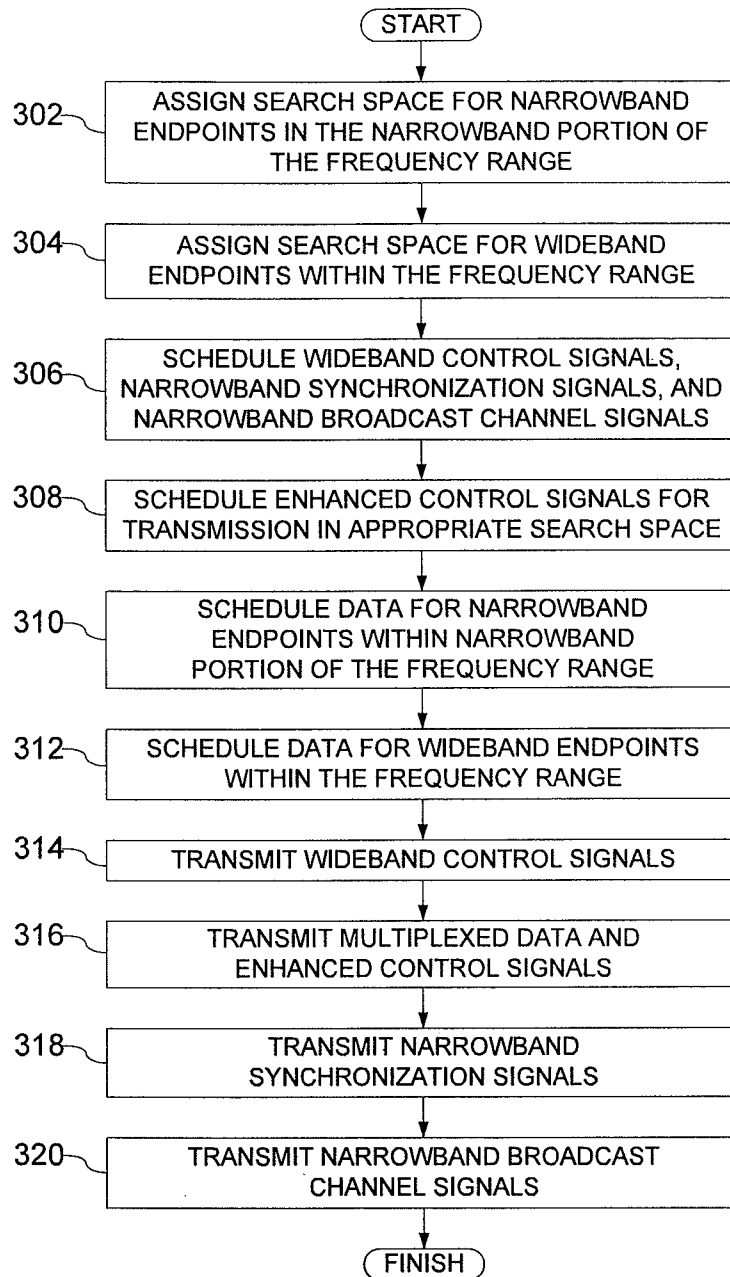 START
302
ASSIGN SEARCH SPACE FOR NARROWBAND
ENDPOINTS IN THE NARROWBAND PORTION OF
THE FREQUENCY RANGE
304
ASSIGN SEARCH SPACE FOR WIDEBAND
ENDPOINTS WITHIN THE FREQUENCY RANGE
306
SCHEDULE WIDEBAND CONTROL SIGNALS,
NARROWBAND SYNCHRONIZATION SIGNALS, AND
NARROWBAND BROADCAST CHANNEL SIGNALS
308
SCHEDULE ENHANCED CONTROL SIGNALS FOR
TRANSMISSION IN APPROPRIATE SEARCH SPACE
310
SCHEDULE DATA FOR NARROWBAND
ENDPOINTS WITHIN NARROWBAND
PORTION OF THE FREQUENCY RANGE
312
SCHEDULE DATA FOR WIDEBAND ENDPOINTS
WITHIN THE FREQUENCY RANGE
314
TRANSMIT WIDEBAND CONTROL SIGNALS
316
TRANSMIT MULTIPLEXED DATA AND
ENHANCED CONTROL SIGNALS
318
TRANSMIT NARROWBAND
SYNCHRONIZATION SIGNALS
320
TRANSMIT NARROWBAND BROADCAST
CHANNEL SIGNALS
FINISH